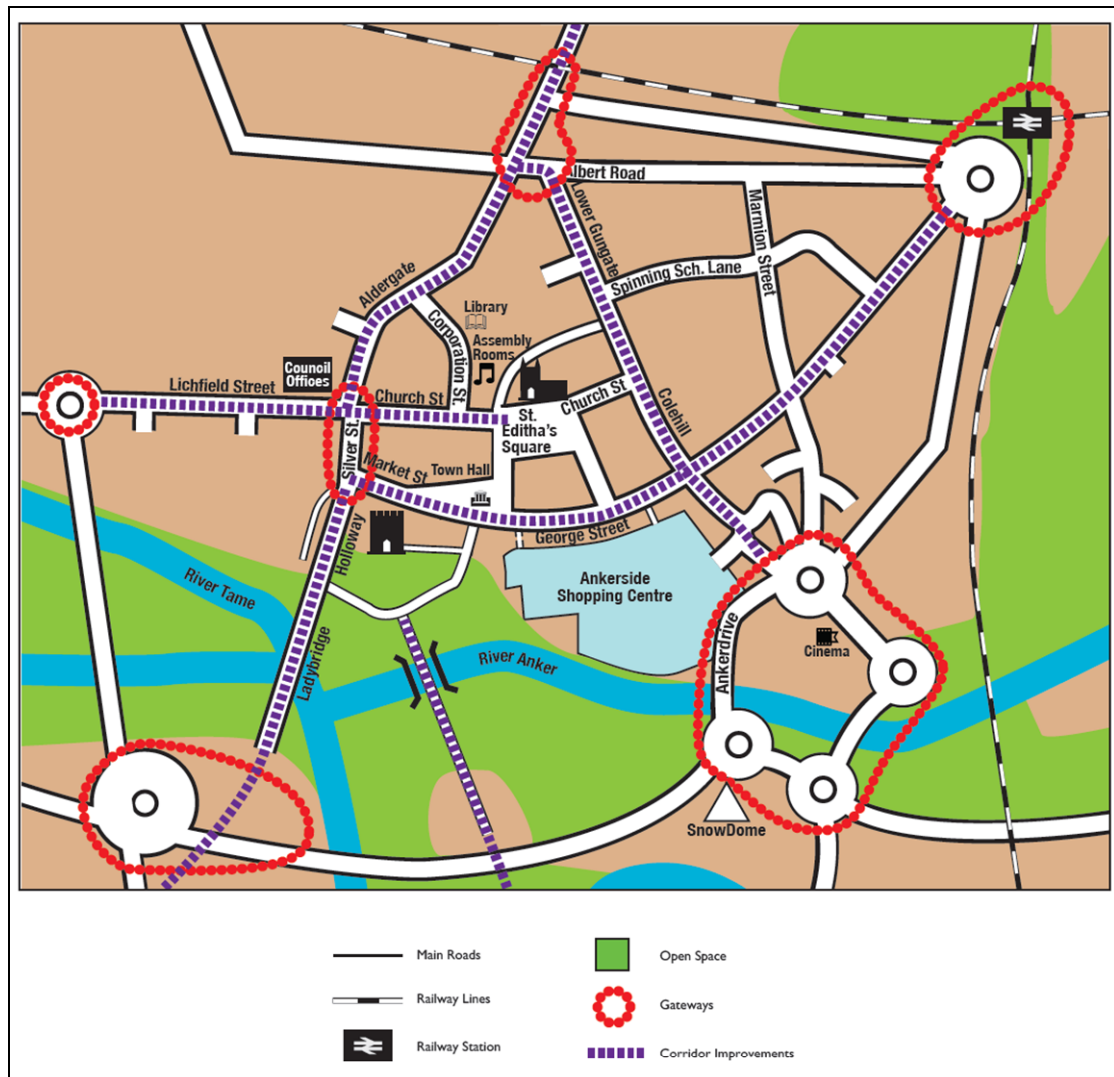 Albert Road
Lower Gungate
Marmion Street
Spinning Sch. Lane
Aldergate
Library
Corporation St.
Assembly
Rooms
Council
Offices
Lichfield Street
Church St
Church St
St.
Editha's
Square
Colehill
Silver St.
Market St
Town Hall
George Street
Holloway
Ankerside
Shopping Centre
River Tame
Ladybridge
River Anker
Ankerdrive
Cinema
SnowDome
Main Roads
Open Space
Railway Lines
Gateways
Railway Station
Corridor Improvements